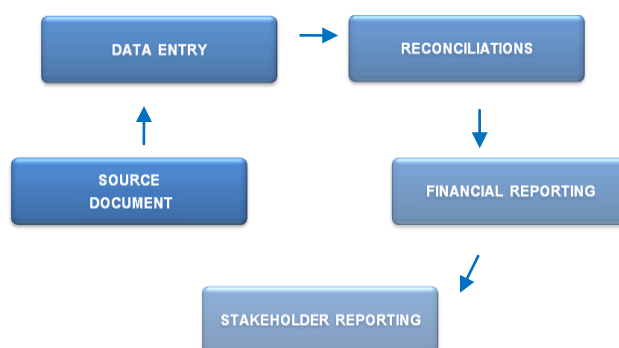 DATA ENTRY
RECONCILIATIONS
SOURCE
DOCUMENT
FINANCIAL REPORTING
STAKEHOLDER REPORTING